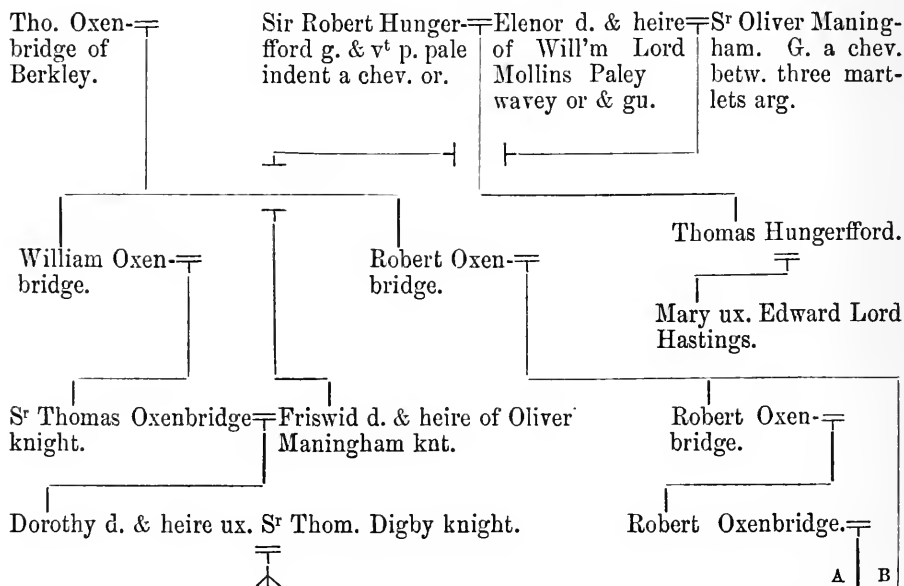 Tho. Oxen-
bridge of
Berkley.
Sir Robert Hunger-
fford g. & vᵗ p. pale
indent a chev. or.
Elenor d. & heire
of Will'm Lord
Mollins Paley
wavey or & gu.
Sʳ Oliver Maning-
ham. G. a chev.
betw. three mart-
lets arg.
William Oxen-
bridge.
Robert Oxen-
bridge.
Thomas Hungerfford.
Mary ux. Edward Lord
Hastings.
Sʳ Thomas Oxenbridge
knight.
Friswid d. & heire of Oliver
Maningham knt.
Robert Oxen-
bridge.
Dorothy d. & heire ux. Sʳ Thom. Digby knight.
Robert Oxenbridge.
A B